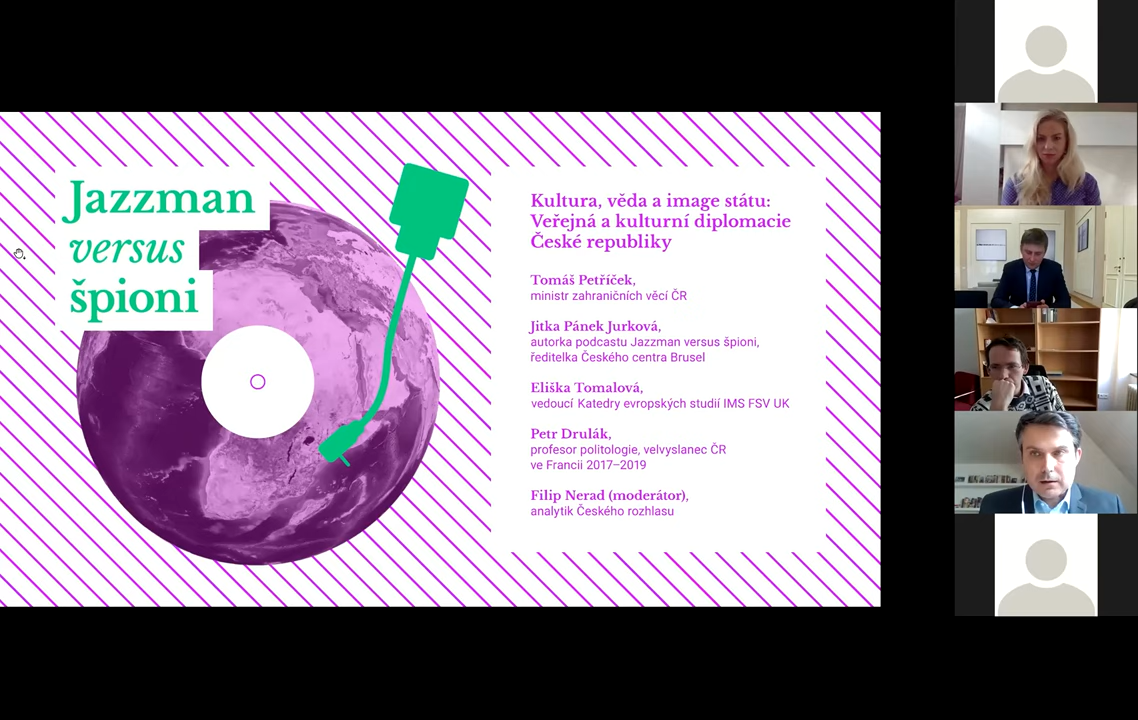 Jazzman
versus
špioni
Kultura, věda a image státu:
Veřejná a kulturní diplomacie
České republiky
Tomáš Petříček,
ministr zahraničních věcí ČR
Jitka Pánek Jurková,
autorka podcastu Jazzman versus špioni,
ředitelka Českého centra Brusel
Eliška Tomalová,
vedoucí Katedry evropských studií IMS FSV UK
Petr Drulák,
profesor politologie, velvyslanec ČR
ve Francii 2017–2019
Filip Nerad (moderátor),
analytik Českého rozhlasu